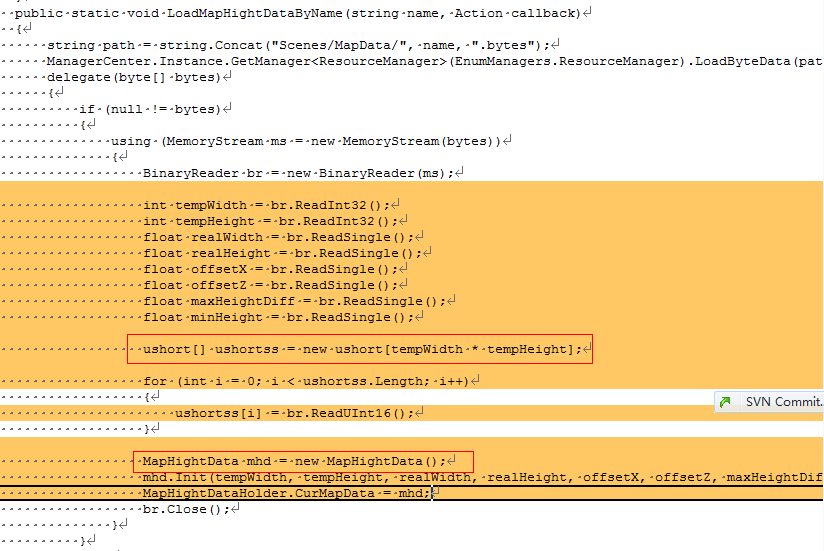 public static void LoadMapHightDataByName(string name, Action callback)
{
string path = string.Concat("Scenes/MapData/", name, ".bytes");
ManagerCenter.Instance.GetManager<ResourceManager>(EnumManagers.ResourceManager).LoadByteData(pat
delegate(byte[] bytes)
{
if (null != bytes)
{
using (MemoryStream ms = new MemoryStream(bytes))
{
BinaryReader br = new BinaryReader(ms);
int tempWidth = br.ReadInt32();
int tempHeight = br.ReadInt32();
float realWidth = br.ReadSingle();
float realHeight = br.ReadSingle();
float offsetX = br.ReadSingle();
float offsetZ = br.ReadSingle();
float maxHeightDiff = br.ReadSingle();
float minHeight = br.ReadSingle();
ushort[] ushortss = new ushort[tempWidth * tempHeight];
for (int i = 0; i < ushortss.Length; i++)
{
SVN Commit.
ushortss[i] = br.ReadUInt16();
}
MapHightData mhd = new MapHightData();
mhd.Init(tempWidth, tempHeight, realWidth, realHeight, offsetX, offsetZ, maxHeightDif
MapHightDataHolder.CurMapData = mhd;
br.Close();
}
}